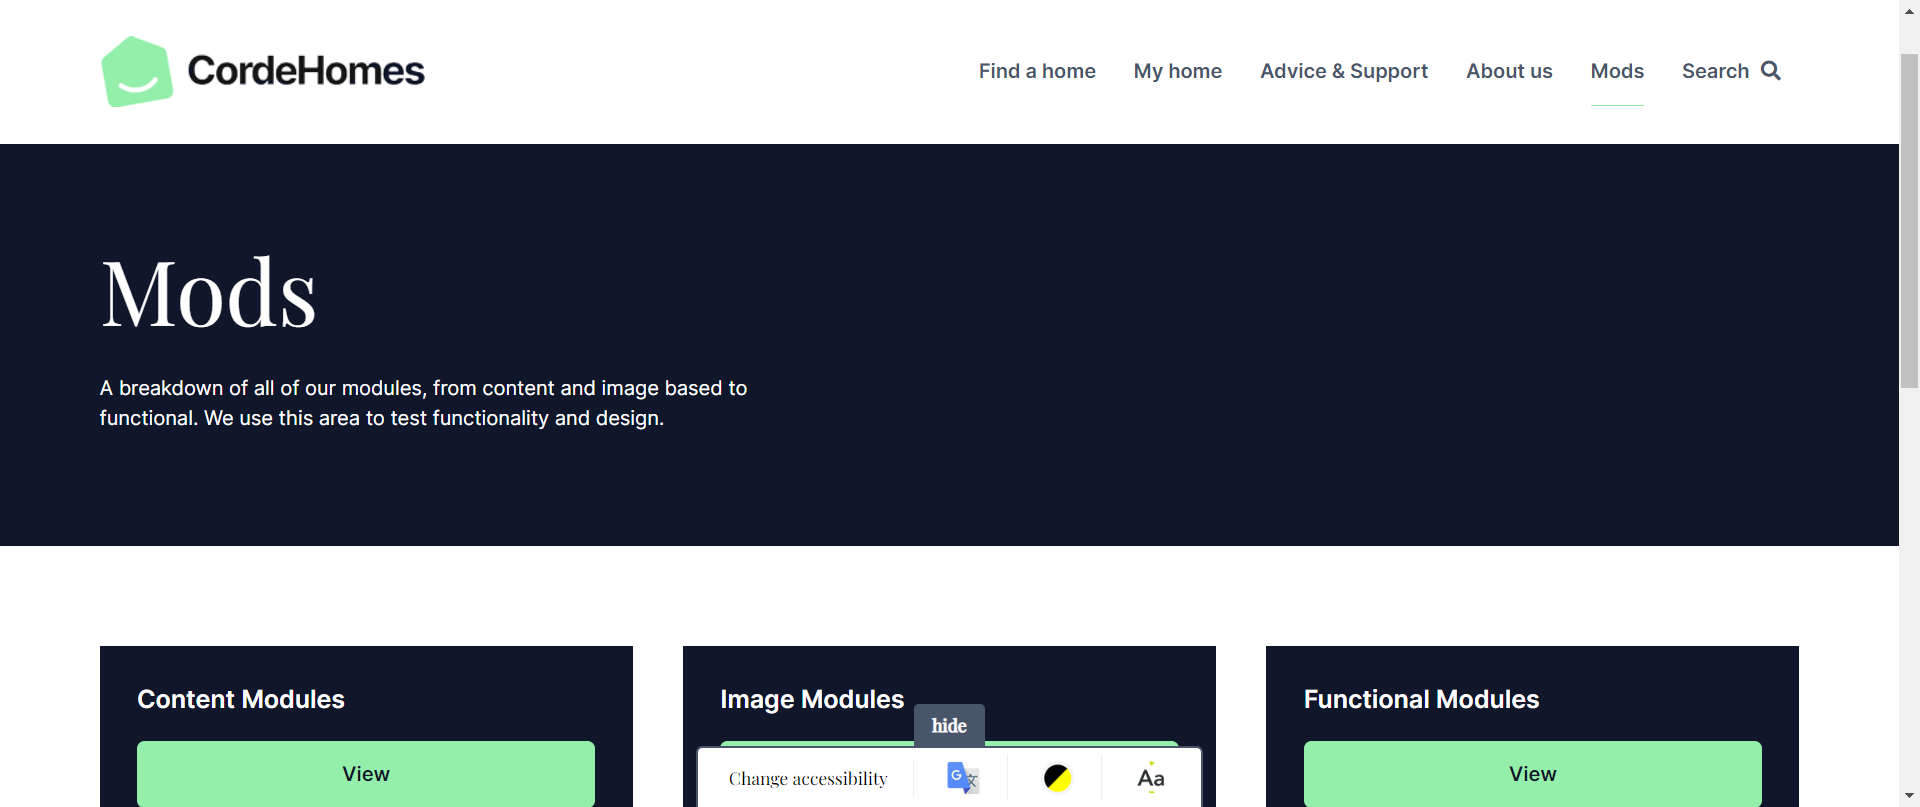 CordeHomes
Find a home My home Advice & Support About us Mods Search
Mods
A breakdown of all of our modules, from content and image based to
functional. We use this area to test functionality and design.
Content Modules
View
Image Modules
Functional Modules
View
hide
Change accessibility G 文 Aa